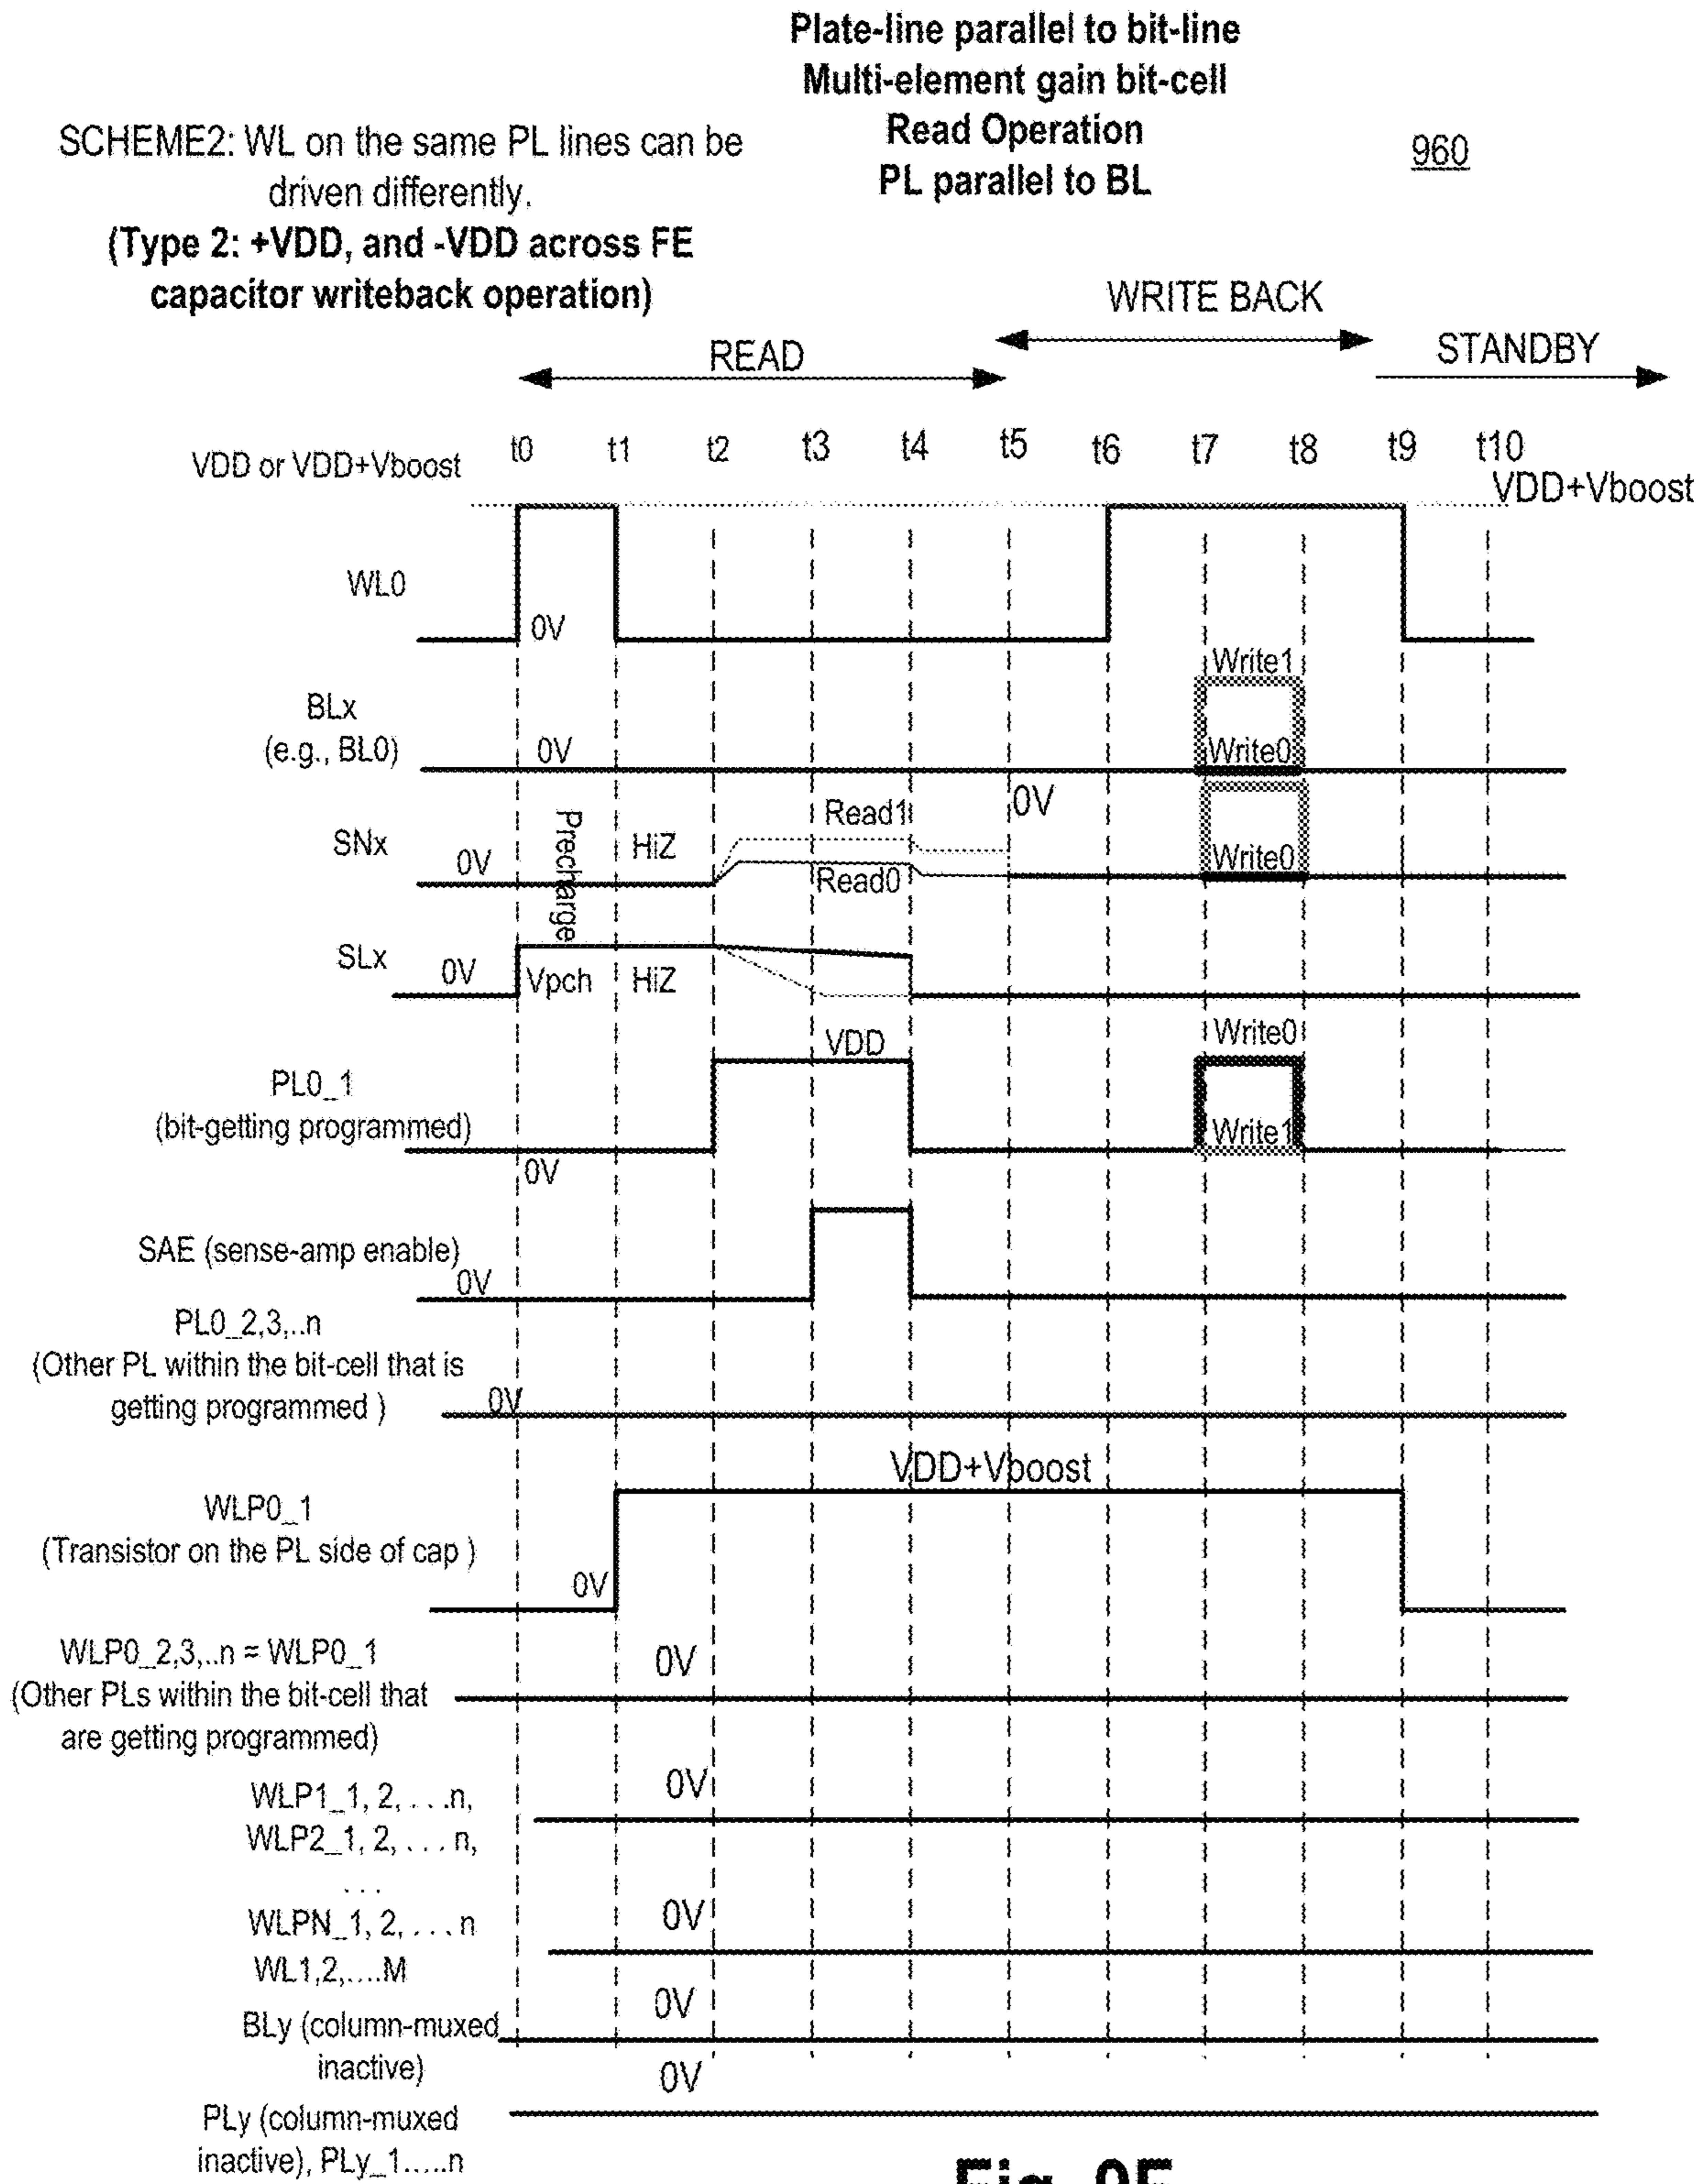 Plate-line parallel to bit-line
Multi-element gain bit-cell
Read Operation
PL parallel to BL
960
SCHEME2: WL on the same PL lines can be
driven differently.
(Type 2: +VDD, and -VDD across FE
capacitor writeback operation)
READ
WRITE BACK
STANDBY
VDD or VDD+Vboost
t0 t1 t2 t3 t4 t5 t6 t7 t8 t9 t10
VDD+Vboost
WL0
0V
BLx
(e.g., BL0)
0V
Write1
Write0
SNx
0V
Precharge
HiZ
Read1
Read0
0V
Write0
SLx
0V
Vpch
HiZ
PL0_1
(bit-getting programmed)
0V
VDD
Write0
Write1
SAE (sense-amp enable)
0V
PL0_2,3,..n
(Other PL within the bit-cell that is
getting programmed )
0V
WLP0_1
(Transistor on the PL side of cap )
0V
VDD+Vboost
WLP0_2,3,..n = WLP0_1
(Other PLs within the bit-cell that
are getting programmed)
0V
WLP1_1, 2, . . .n,
WLP2_1, 2, . . . n,
. . .
WLPN_1, 2, . . . n
WL1,2,....M
0V
0V
BLy (column-muxed
inactive)
0V
PLy (column-muxed
inactive), PLy_1.....n
0V